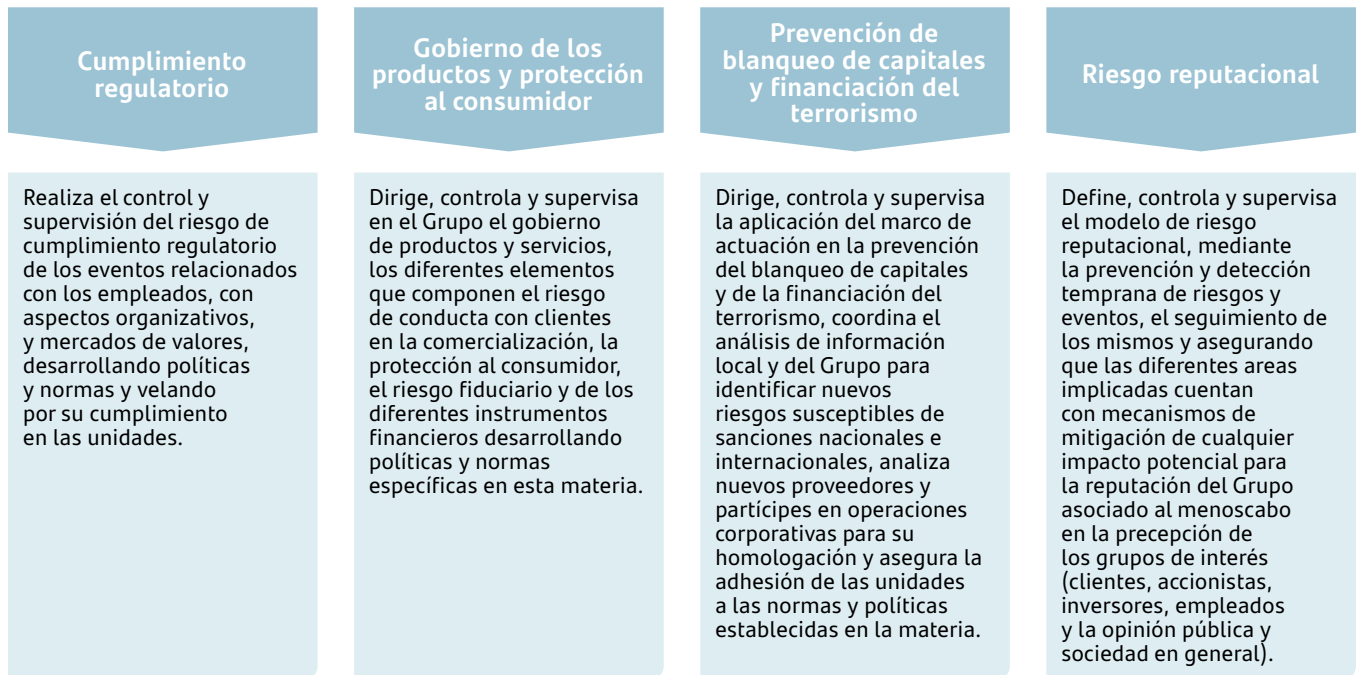 Cumplimiento
regulatorio
Realiza el control y
supervisión del riesgo de
cumplimiento regulatorio
de los eventos relacionados
con los empleados, con
aspectos organizativos,
y mercados de valores,
desarrollando políticas
y normas y velando
por su cumplimiento
en las unidades.
Gobierno de los
productos y protección
al consumidor
Dirige, controla y supervisa
en el Grupo el gobierno
de productos y servicios,
los diferentes elementos
que componen el riesgo
de conducta con clientes
en la comercialización, la
protección al consumidor,
el riesgo fiduciario y de los
diferentes instrumentos
financieros desarrollando
políticas y normas
específicas en esta materia.
Prevención de
blanqueo de capitales
y financiación del
terrorismo
Dirige, controla y supervisa
la aplicación del marco de
actuación en la prevención
del blanqueo de capitales
y de la financiación del
terrorismo, coordina el
análisis de información
local y del Grupo para
identificar nuevos
riesgos susceptibles de
sanciones nacionales e
internacionales, analiza
nuevos proveedores y
partícipes en operaciones
corporativas para su
homologación y asegura la
adhesión de las unidades
a las normas y políticas
establecidas en la materia.
Riesgo reputacional
Define, controla y supervisa
el modelo de riesgo
reputacional, mediante
la prevención y detección
temprana de riesgos y
eventos, el seguimiento de
los mismos y asegurando
que las diferentes areas
implicadas cuentan
con mecanismos de
mitigación de cualquier
impacto potencial para
la reputación del Grupo
asociado al menoscabo
en la precepción de
los grupos de interés
(clientes, accionistas,
inversores, empleados
y la opinión pública y
sociedad en general).